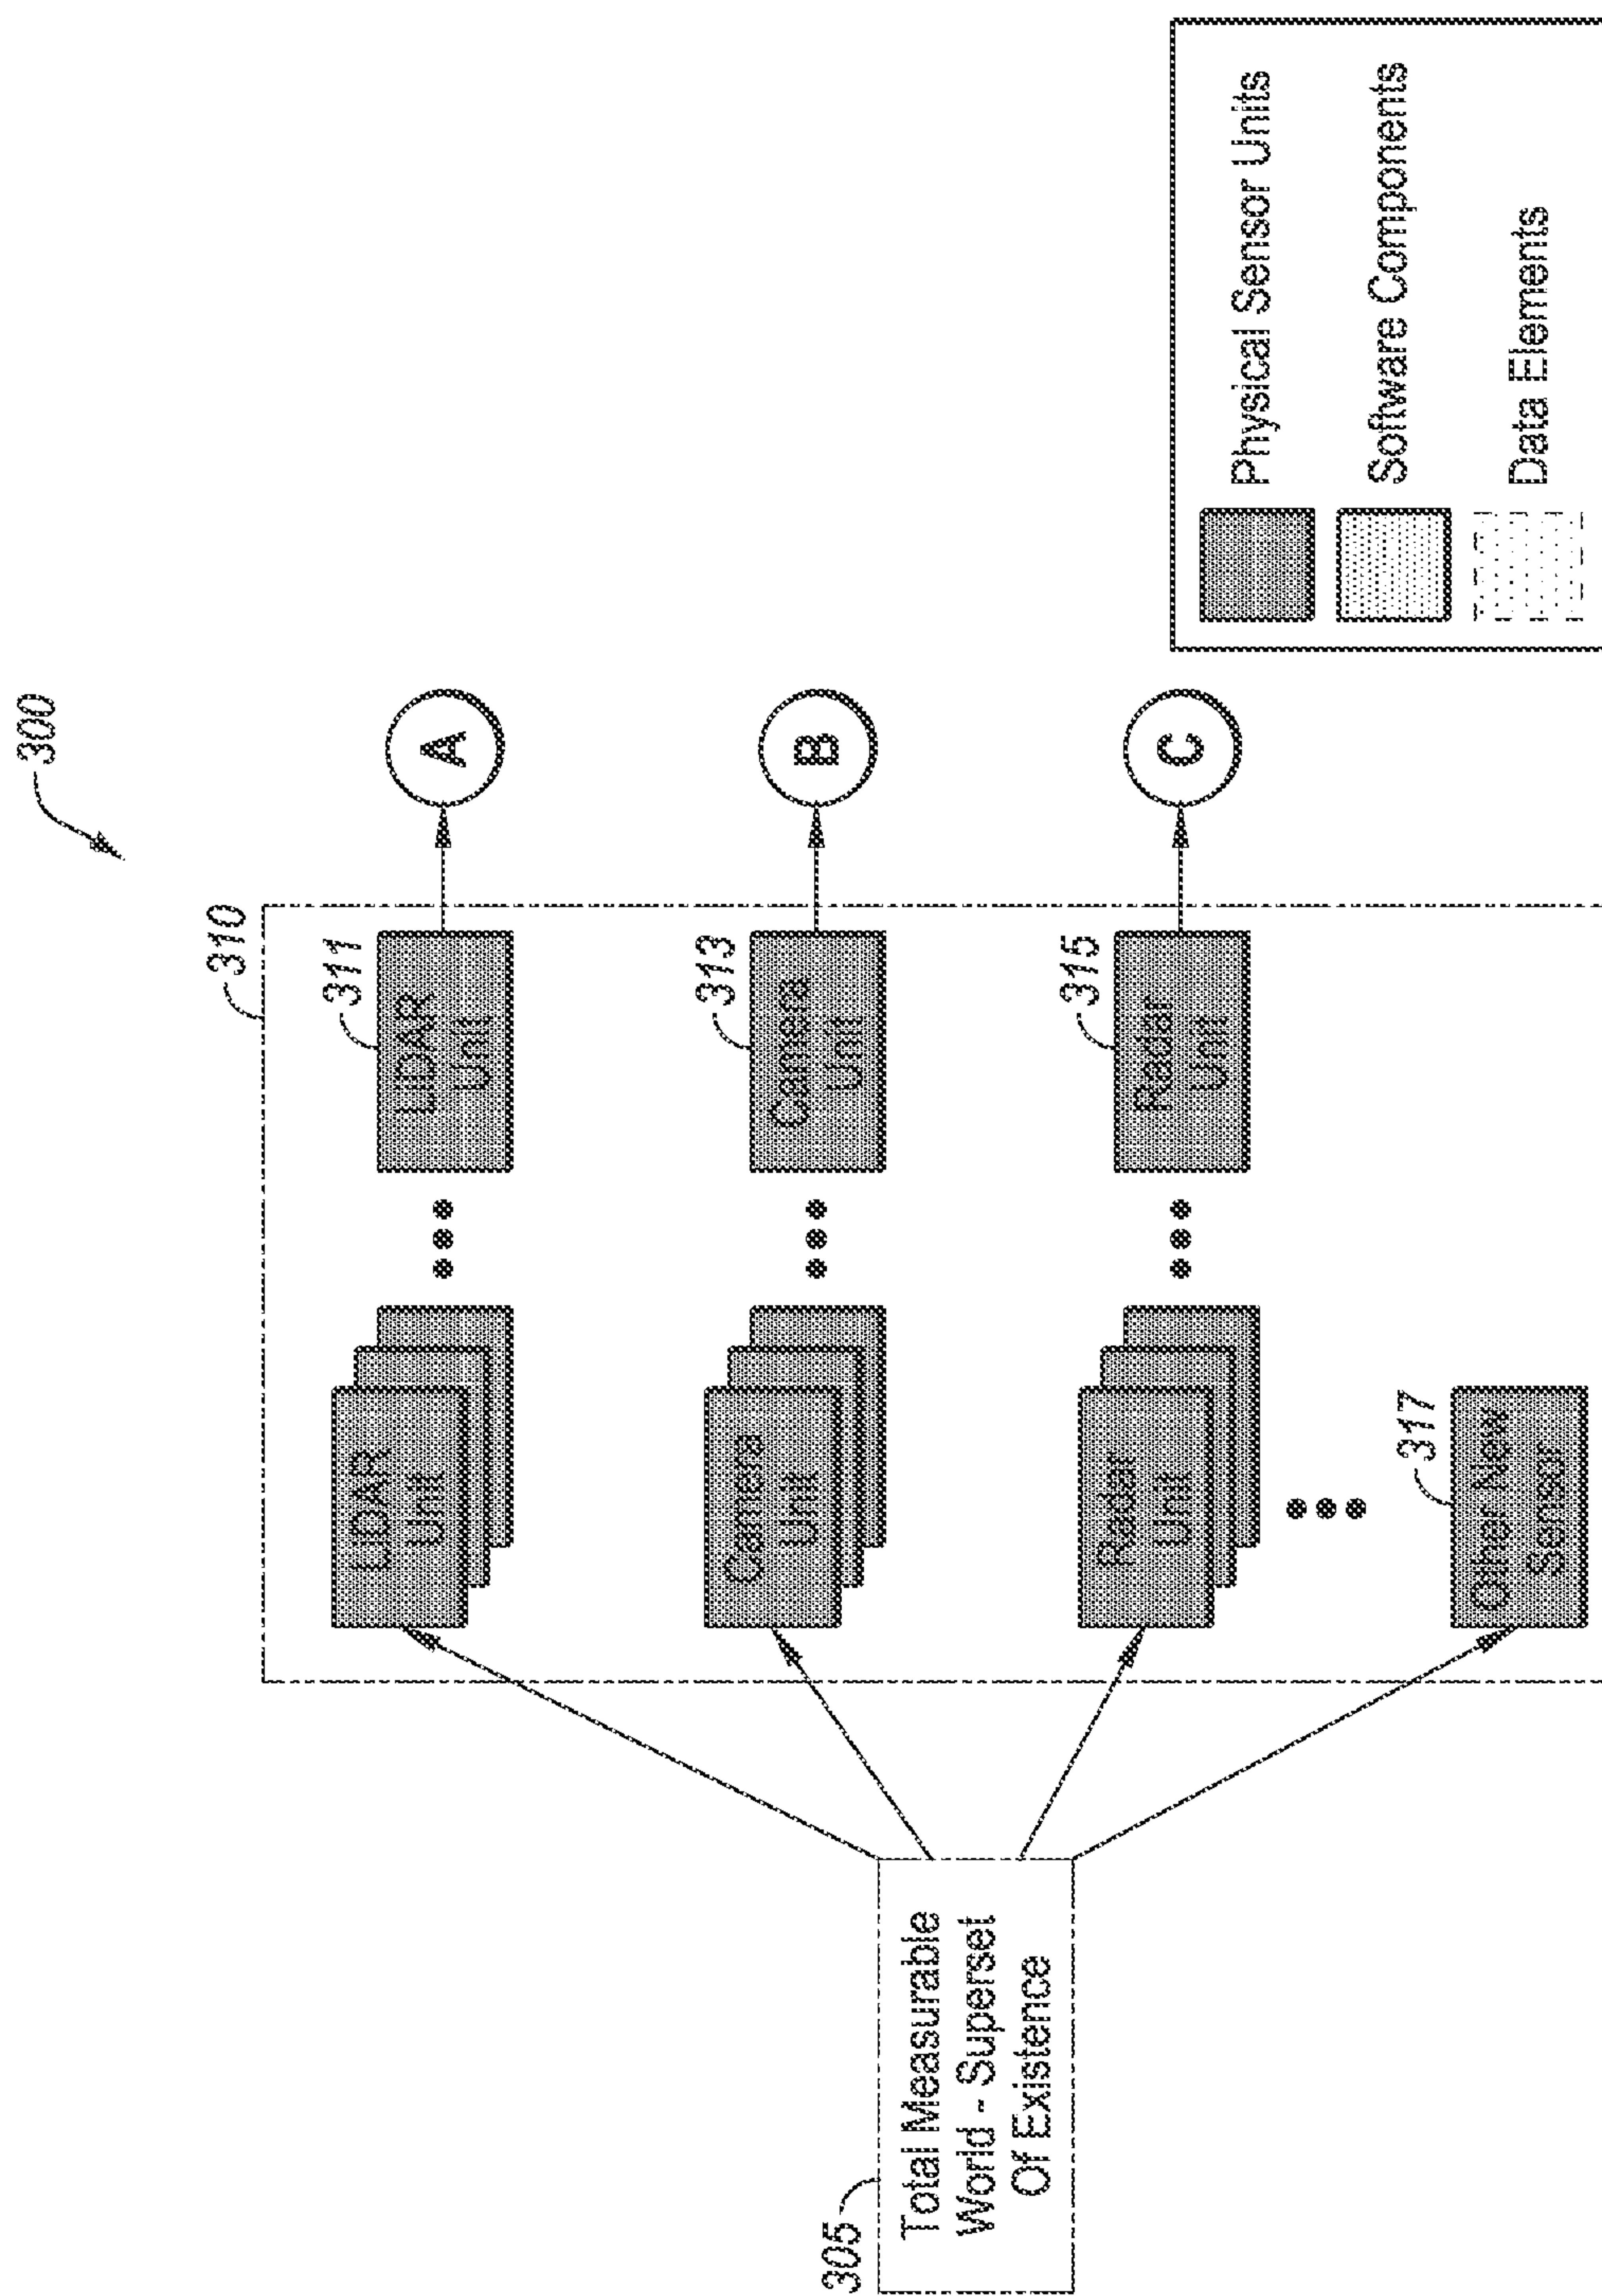 300
310
305
Total Measurable
World - Superset
Of Existence
LIDAR
Unit
311
LIDAR
Unit
A
Camera
Unit
313
Camera
Unit
B
Radar
Unit
315
Radar
Unit
C
317
Other New
Sensor
Physical Sensor Units
Software Components
Data Elements